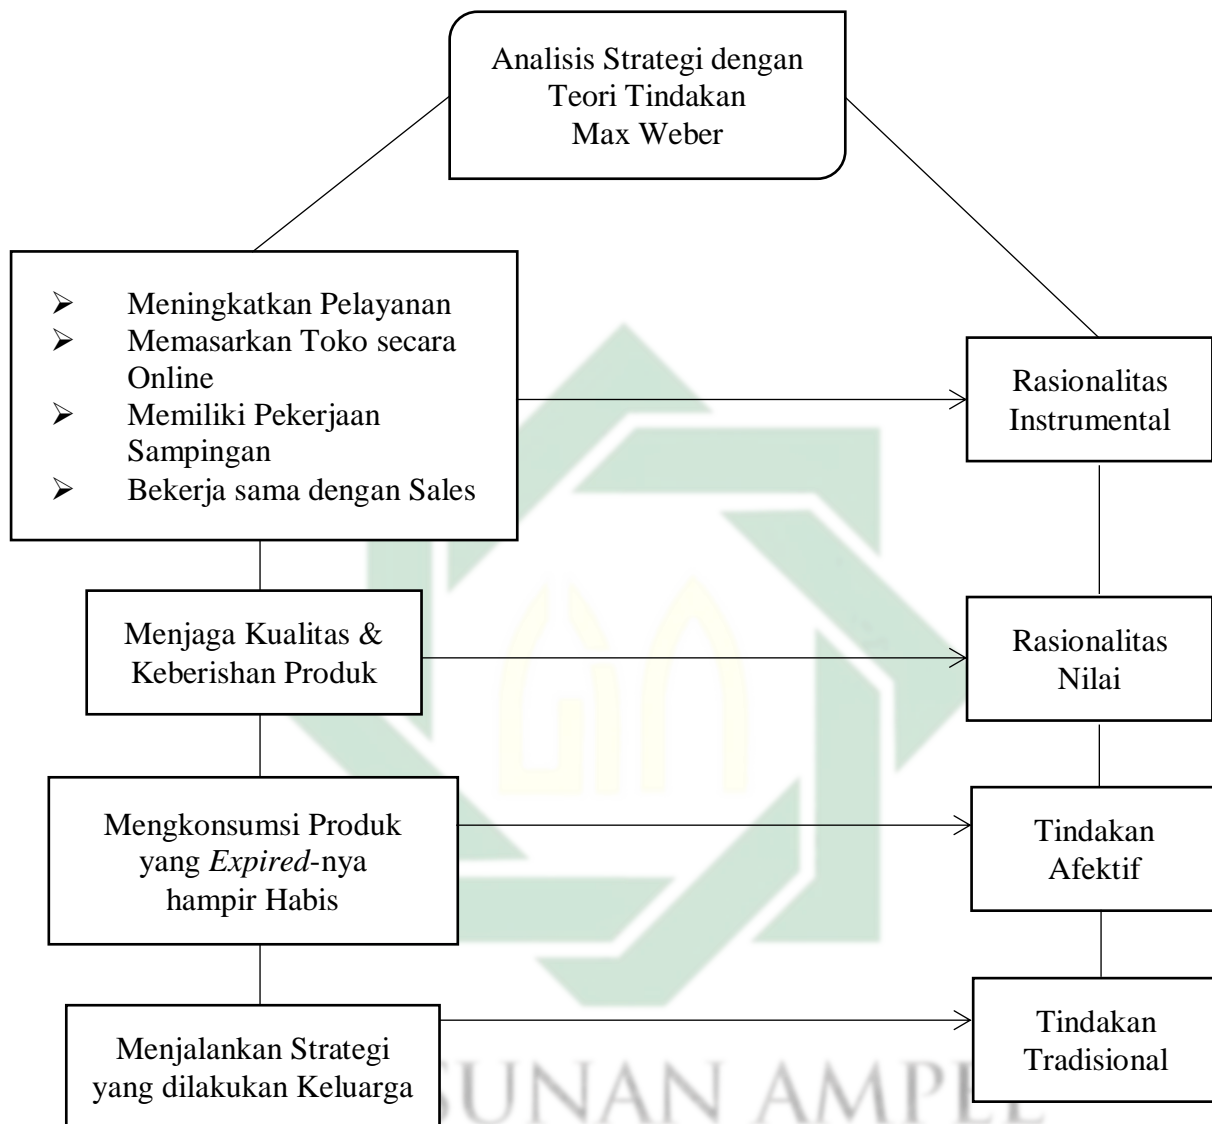 Analisis Strategi dengan
Teori Tindakan
Max Weber
➢ Meningkatkan Pelayanan
➢ Memasarkan Toko secara
Online
➢ Memiliki Pekerjaan
Sampingan
➢ Bekerja sama dengan Sales
Rasionalitas
Instrumental
Menjaga Kualitas &
Keberishan Produk
Rasionalitas
Nilai
Mengkonsumsi Produk
yang Expired-nya
hampir Habis
Tindakan
Afektif
Menjalankan Strategi
yang dilakukan Keluarga
Tindakan
Tradisional
SUNAN AMPEL